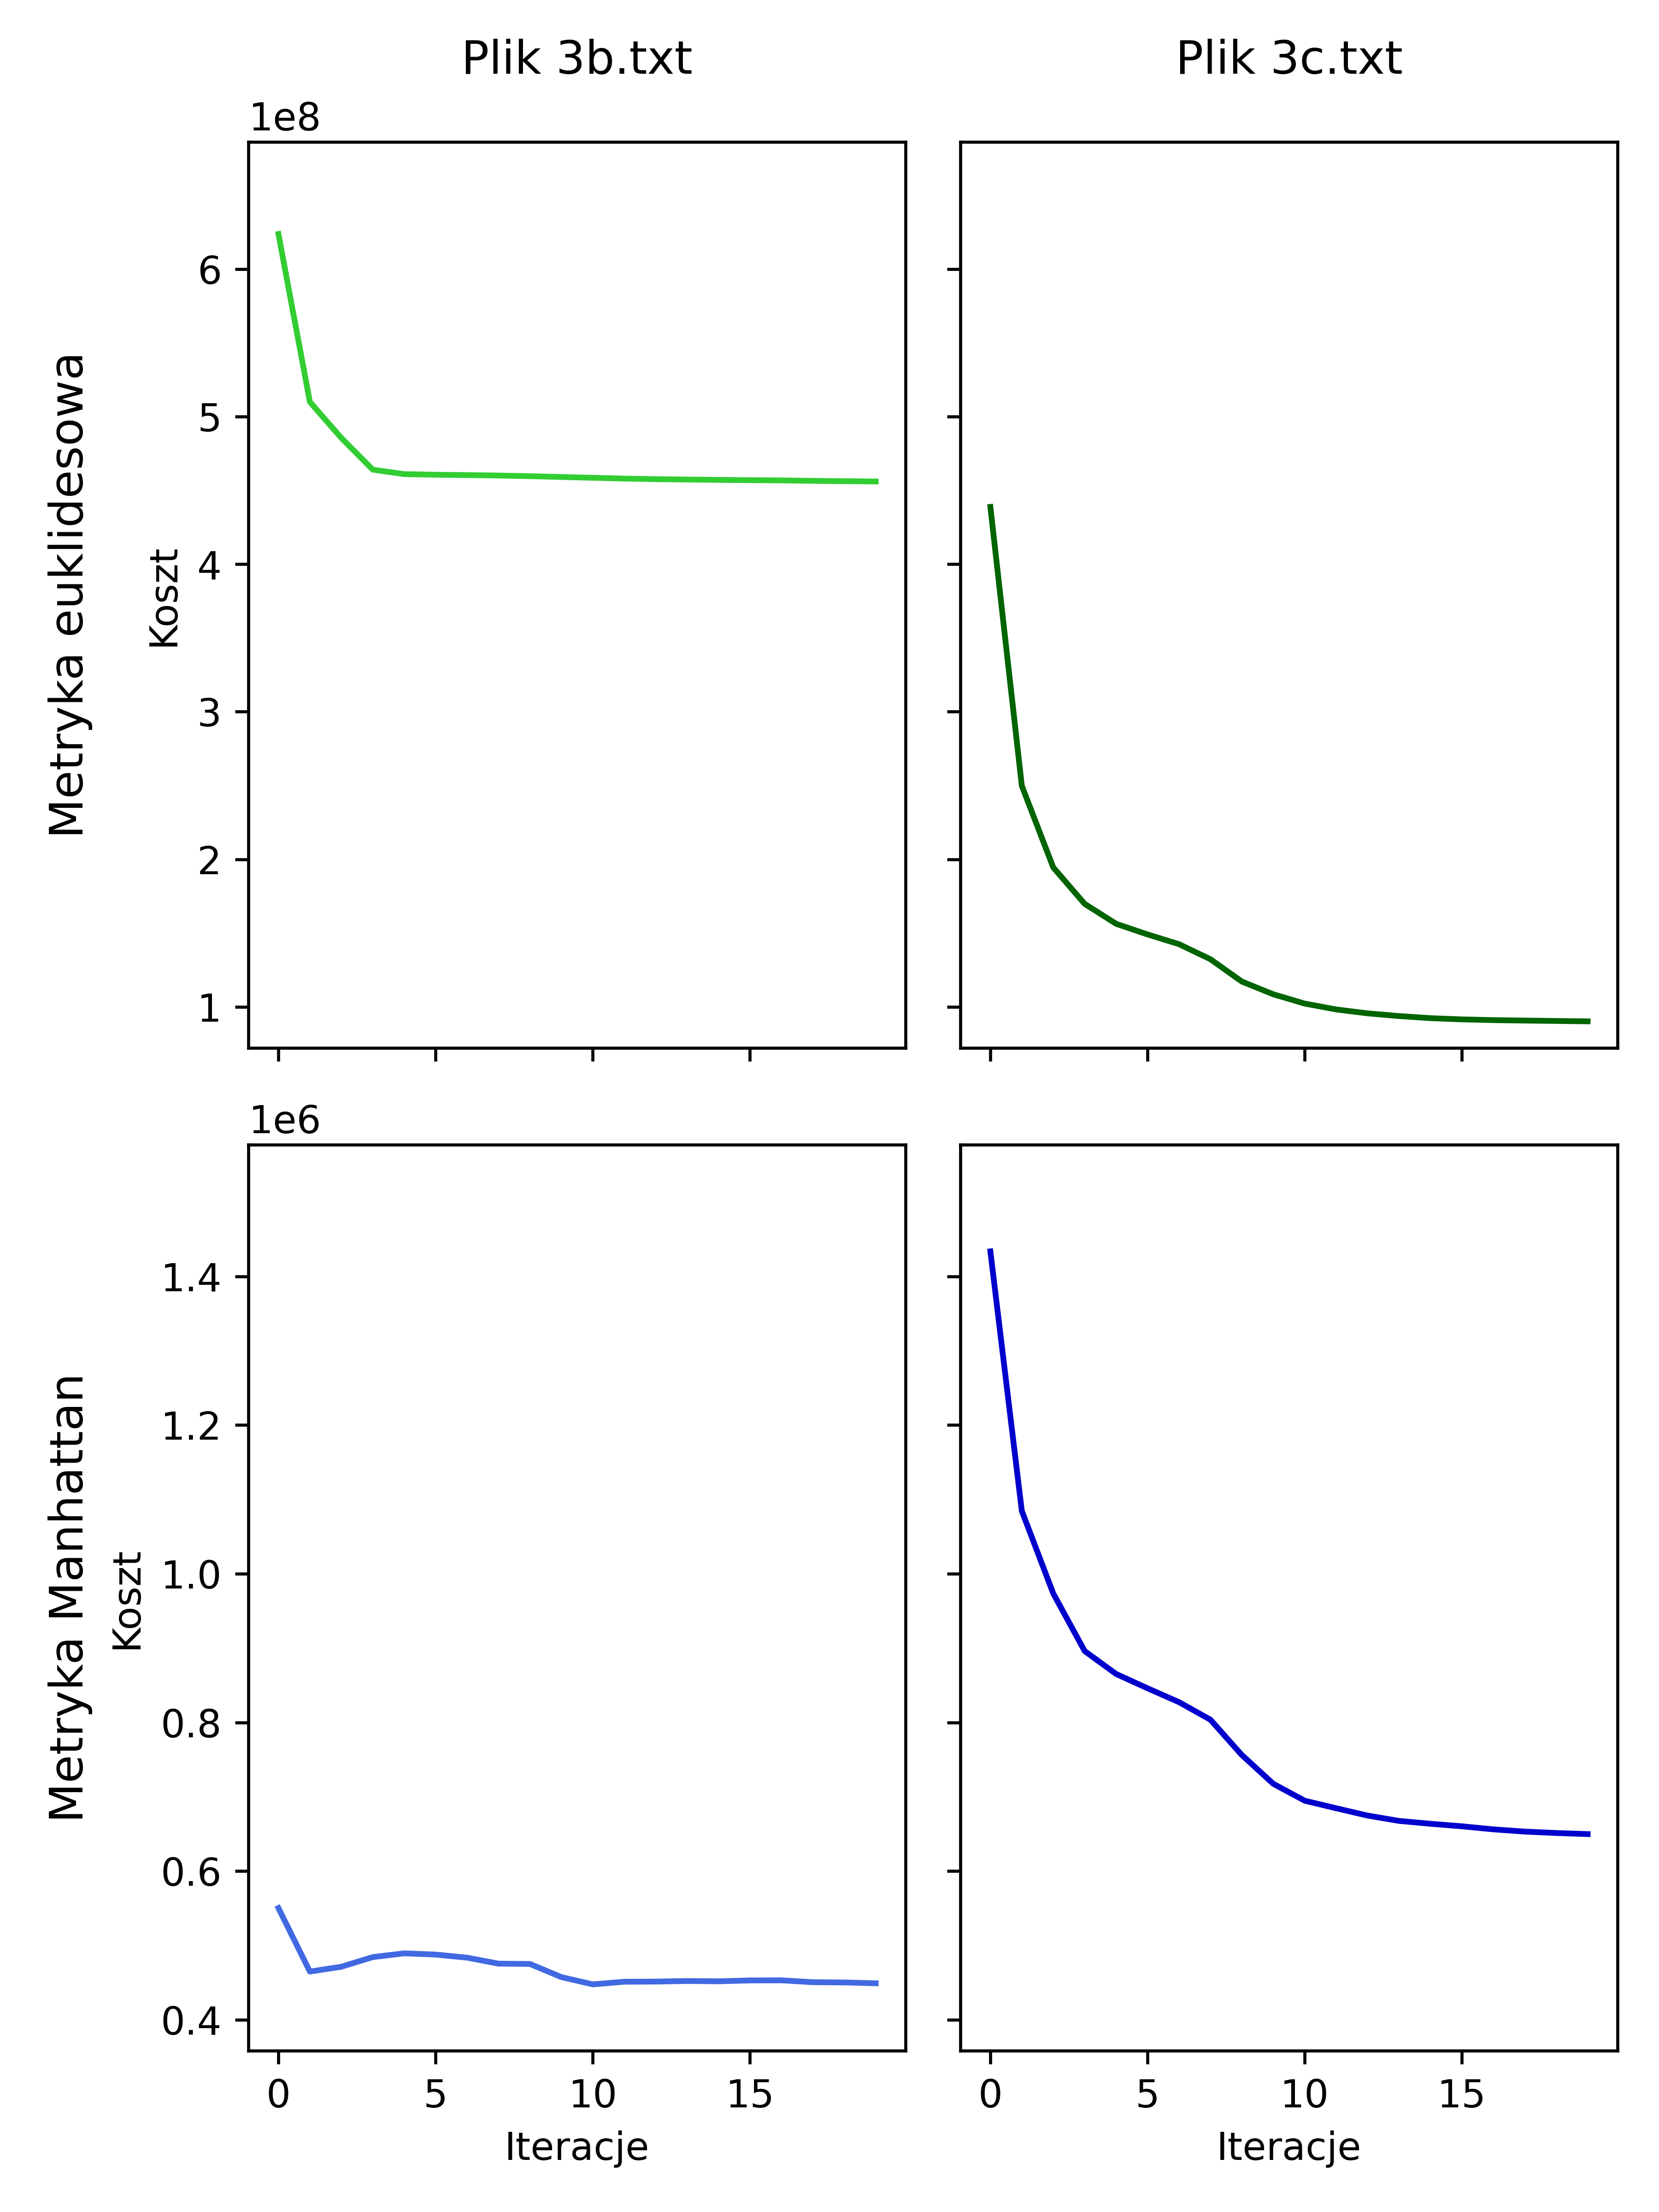 Plik 3b.txt
Plik 3c.txt
1e8
Metryka euklidesowa
Koszt
6
5
4
3
2
1
1e6
Metryka Manhattan
Koszt
1.4
1.2
1.0
0.8
0.6
0.4
0 5 10 15
0 5 10 15
Iteracje
Iteracje